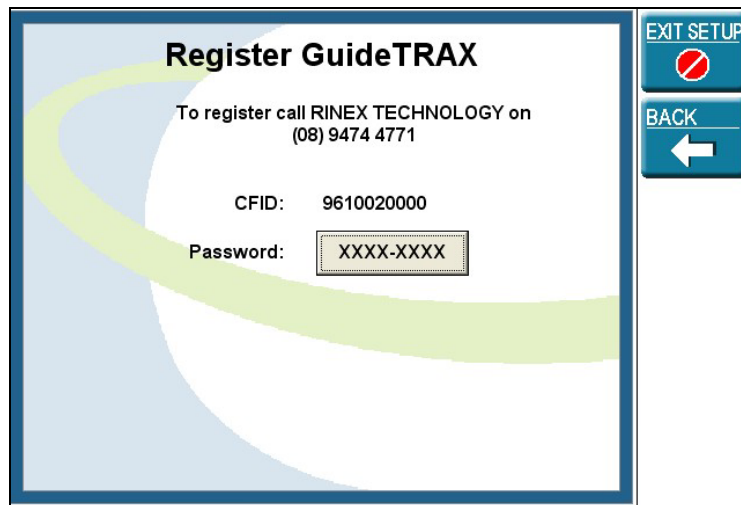 Register GuideTRAX
To register call RINEX TECHNOLOGY on
(08) 9474 4771
CFID: 9610020000
Password: XXXX-XXXX
EXIT SETUP
BACK